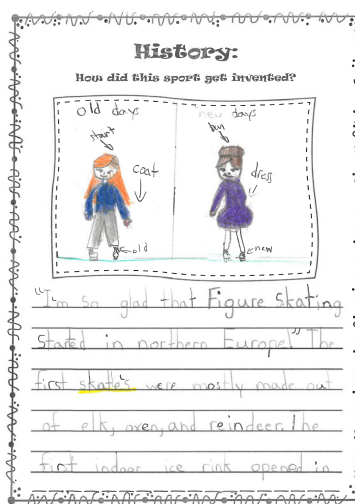 History:
How did this sport get invented?
old days
new days
bun
coat
dress
old
new
"I'm so glad that Figure Skating
Started in northern Europe!" The
first skate's were mostly made out
of elk, oxen, and reindeer. The
first indoor ice rink opened in